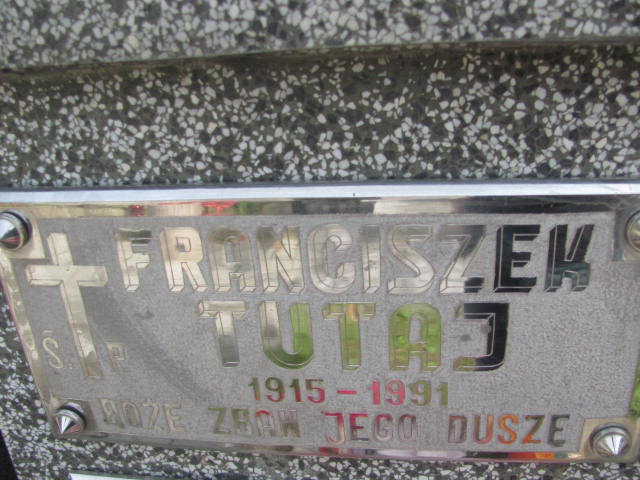 FRANCISZEK
TUTAJ
Ś. P
1915-1991
BOŻE ZBAW JEGO DUSZE